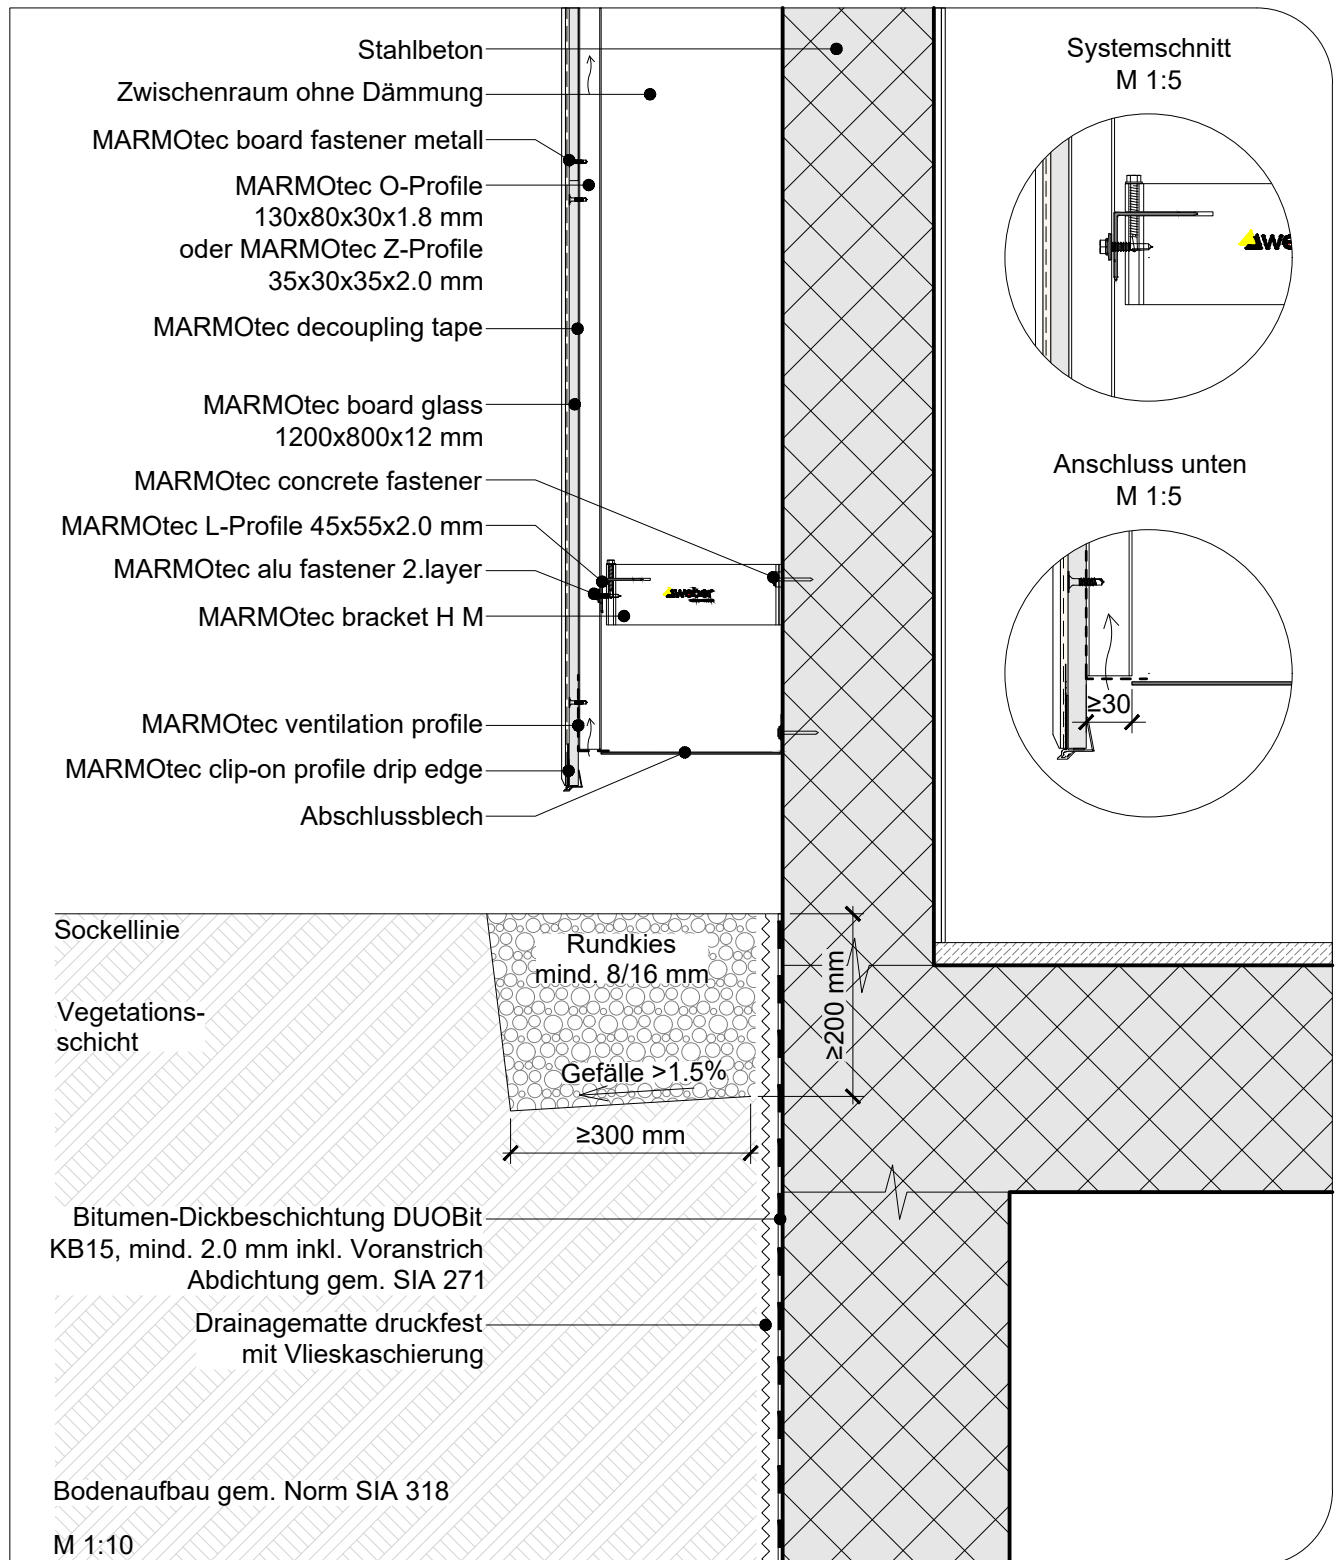 Stahlbeton
Zwischenraum ohne Dämmung
MARMOtec board fastener metall
MARMOtec O-Profile
130x80x30x1.8 mm
oder MARMOtec Z-Profile
35x30x35x2.0 mm
MARMOtec decoupling tape
MARMOtec board glass
1200x800x12 mm
MARMOtec concrete fastener
MARMOtec L-Profile 45x55x2.0 mm
MARMOtec alu fastener 2.layer
MARMOtec bracket H M
weber
MARMOtec ventilation profile
MARMOtec clip-on profile drip edge
Abschlussblech
Systemschnitt
M 1:5
we
Anschluss unten
M 1:5
≥30
Sockellinie
Vegetations-
schicht
Rundkies
mind. 8/16 mm
Gefälle >1.5%
≥300 mm
≥200 mm
Bitumen-Dickbeschichtung DUOBit
KB15, mind. 2.0 mm inkl. Voranstrich
Abdichtung gem. SIA 271
Drainagematte druckfest
mit Vlieskaschierung
Bodenaufbau gem. Norm SIA 318
M 1:10